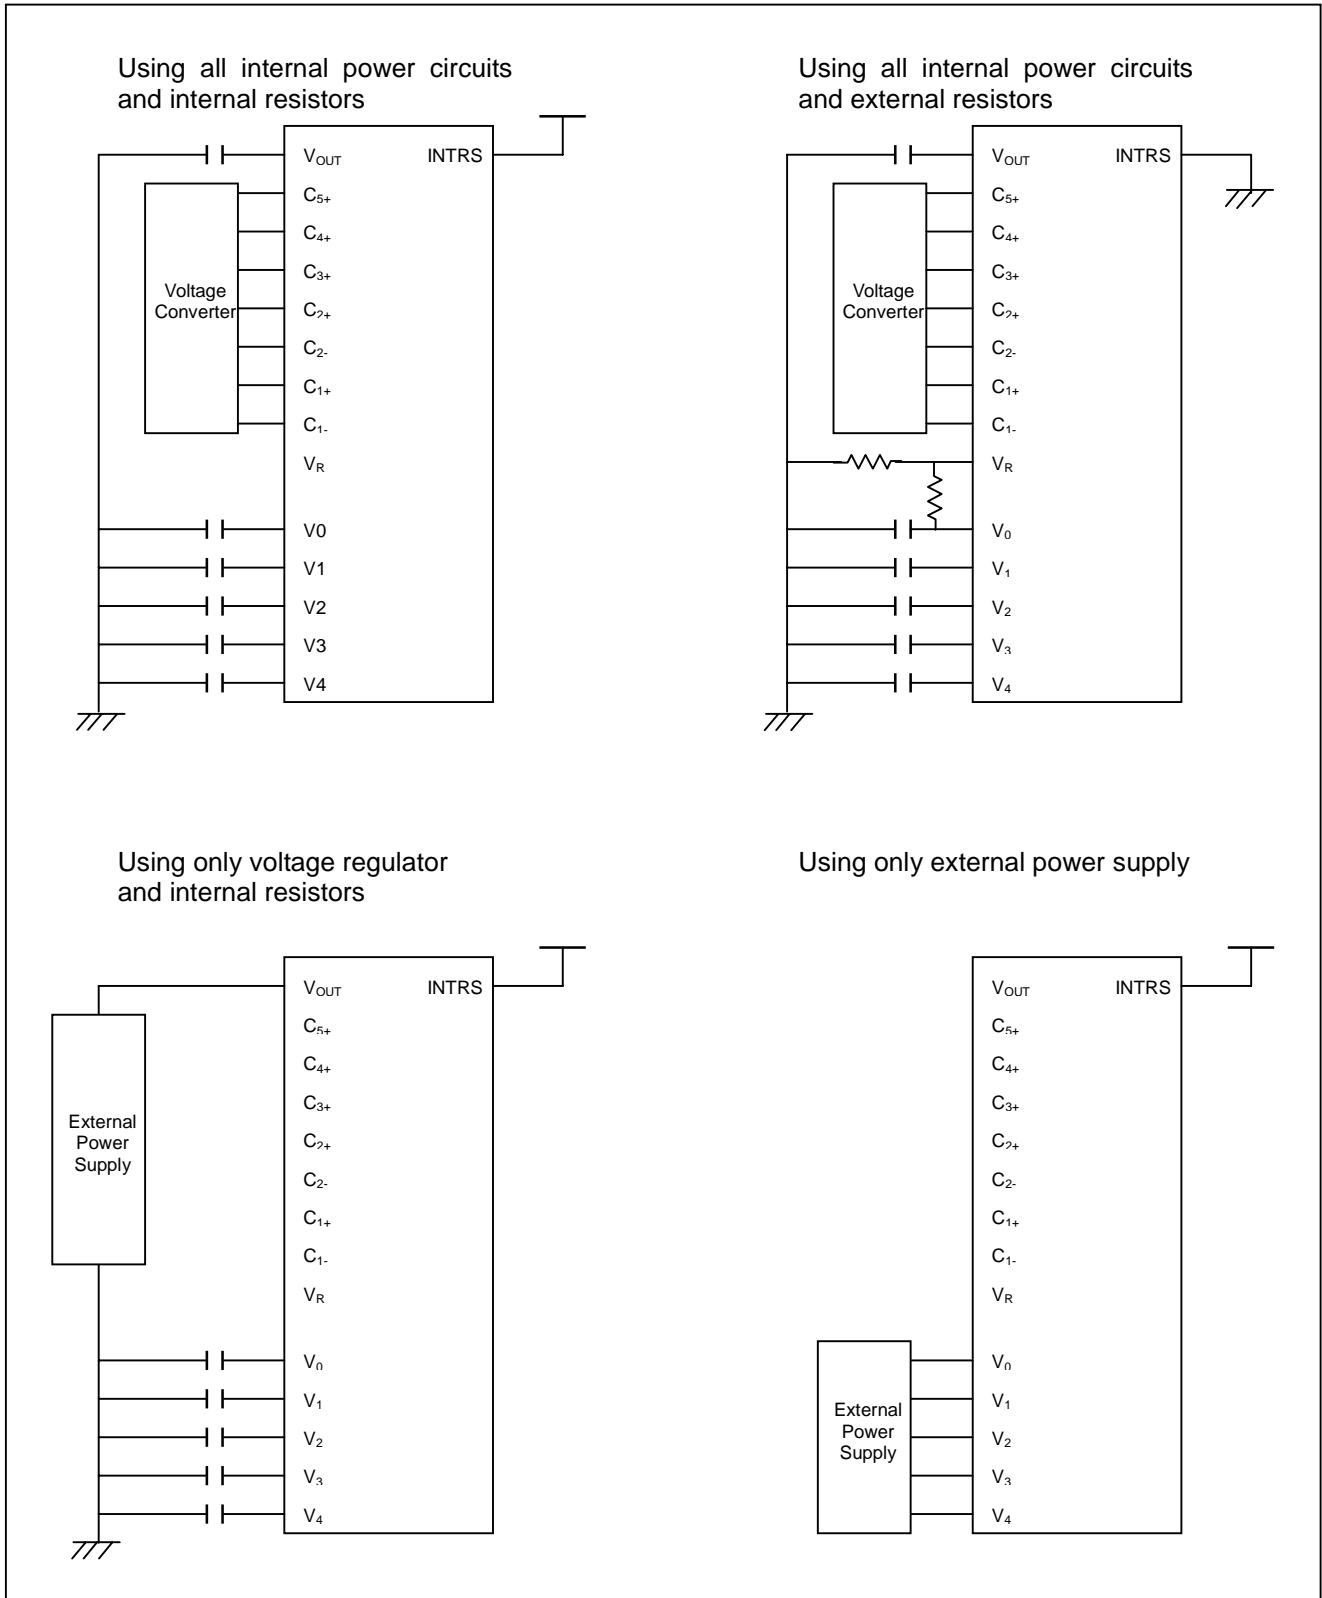 Using all internal power circuits
and internal resistors
VOUT INTRS
C5+
C4+
C3+
C2+
C2-
C1+
C1-
VR
V0
V1
V2
V3
V4
Voltage
Converter
Using all internal power circuits
and external resistors
VOUT INTRS
C5+
C4+
C3+
C2+
C2-
C1+
C1-
VR
V0
V1
V2
V3
V4
Voltage
Converter
Using only voltage regulator
and internal resistors
VOUT INTRS
C5+
C4+
C3+
C2+
C2-
C1+
C1-
VR
V0
V1
V2
V3
V4
External
Power
Supply
Using only external power supply
VOUT INTRS
C5+
C4+
C3+
C2+
C2-
C1+
C1-
VR
V0
V1
V2
V3
V4
External
Power
Supply